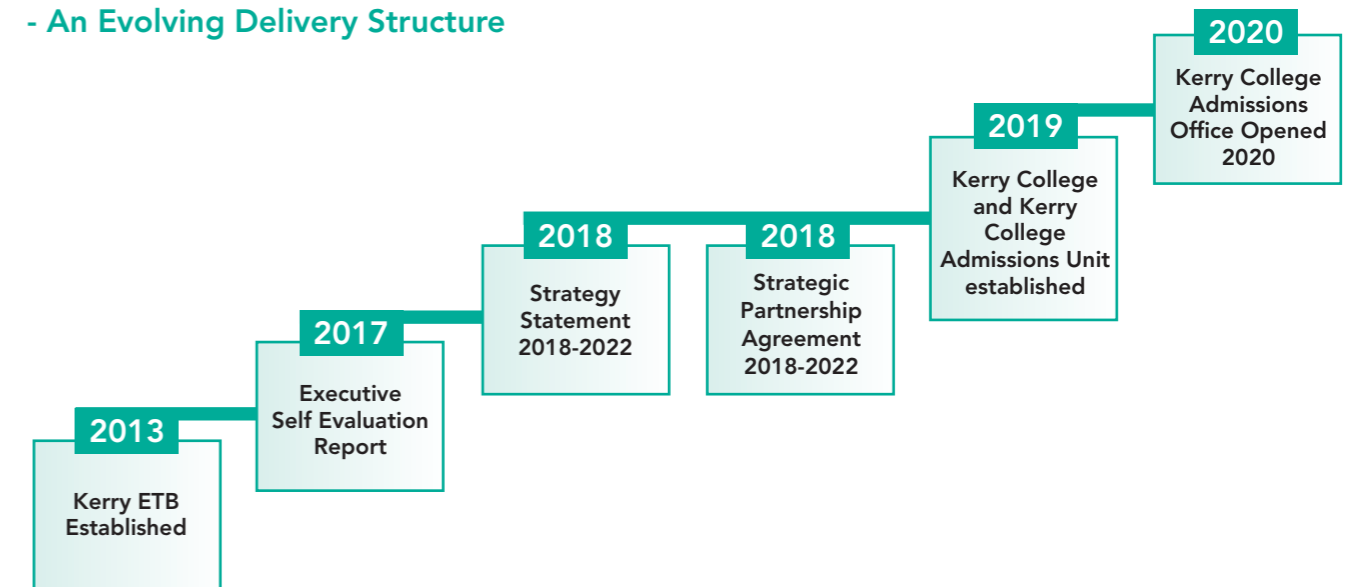 - An Evolving Delivery Structure
2013
Kerry ETB
Established
2017
Executive
Self Evaluation
Report
2018
Strategy
Statement
2018-2022
2018
Strategic
Partnership
Agreement
2018-2022
2019
Kerry College
and Kerry
College
Admissions Unit
established
2020
Kerry College
Admissions
Office Opened
2020